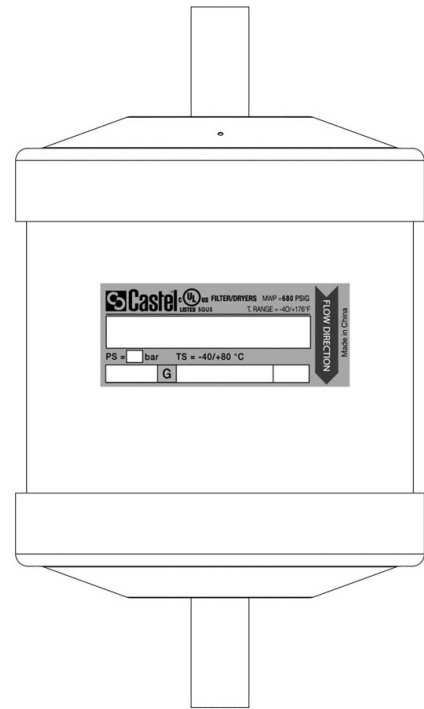 Castel® c UL US FILTER/DRYERS MWP =680 PSIG
LISTED SGUS T. RANGE = -40/+176°F
PS = bar TS = -40/+80 °C
G
FLOW DIRECTION
Made in China